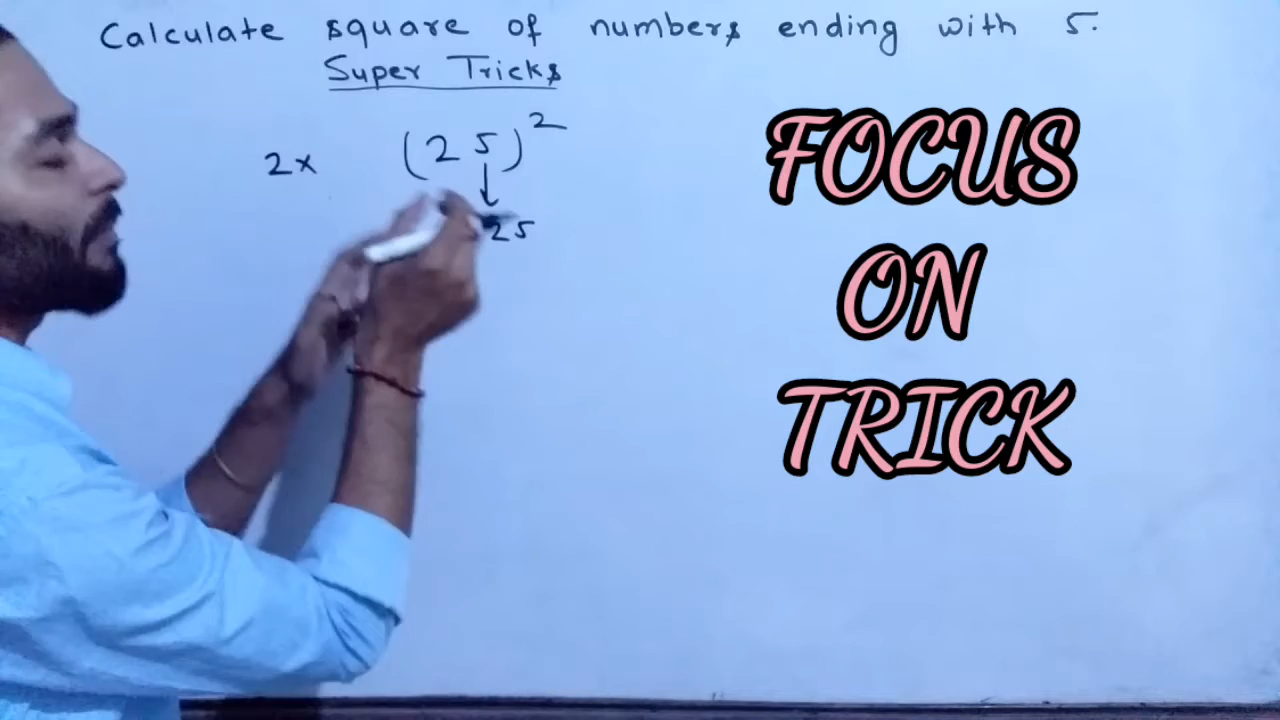 Calculate square of numbers ending with 5.
Super Tricks
2x (25)²
25
FOCUS
ON
TRICK